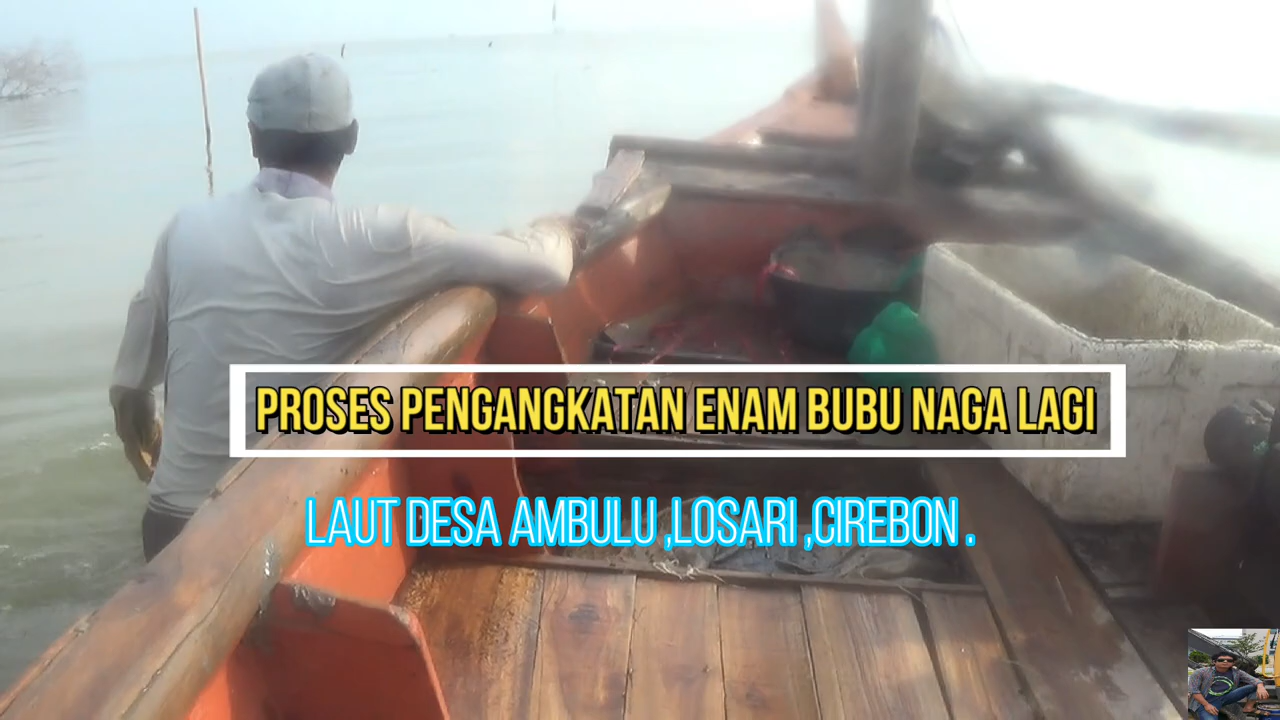 PROSES PENGANGKATAN ENAM BUBU NAGA LAGI
LAUT DESA AMBULU ,LOSARI ,CIREBON .